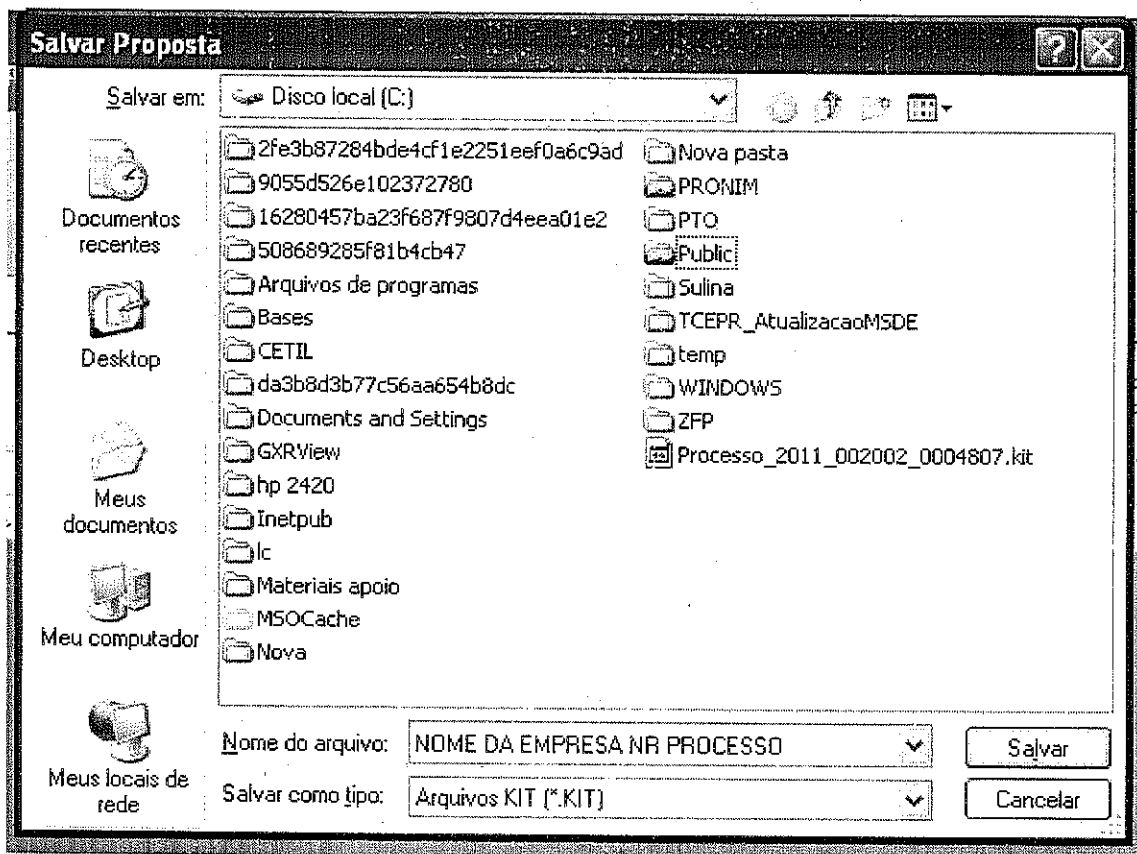 Salvar Proposta
Salvar em: Disco local (C:)
Documentos recentes
Desktop
Meus documentos
Meu computador
Meus locais de rede
2fe3b87284bde4cf1e2251eef0a6c9ad
9055d526e102372780
16280457ba23f687f9807d4eea01e2
508689285f81b4cb47
Arquivos de programas
Bases
CETIL
da3b8d3b77c56aa654b8dc
Documents and Settings
GXRView
hp 2420
Inetpub
lc
Materiais apoio
MSOCache
Nova
Nova pasta
PRONIM
PTO
Public
Sulina
TCEPR_AtualizacaoMSDE
temp
WINDOWS
ZFP
Processo_2011_002002_0004807.kit
Nome do arquivo: NOME DA EMPRESA NR PROCESSO
Salvar
Salvar como tipo: Arquivos KIT (*.KIT)
Cancelar